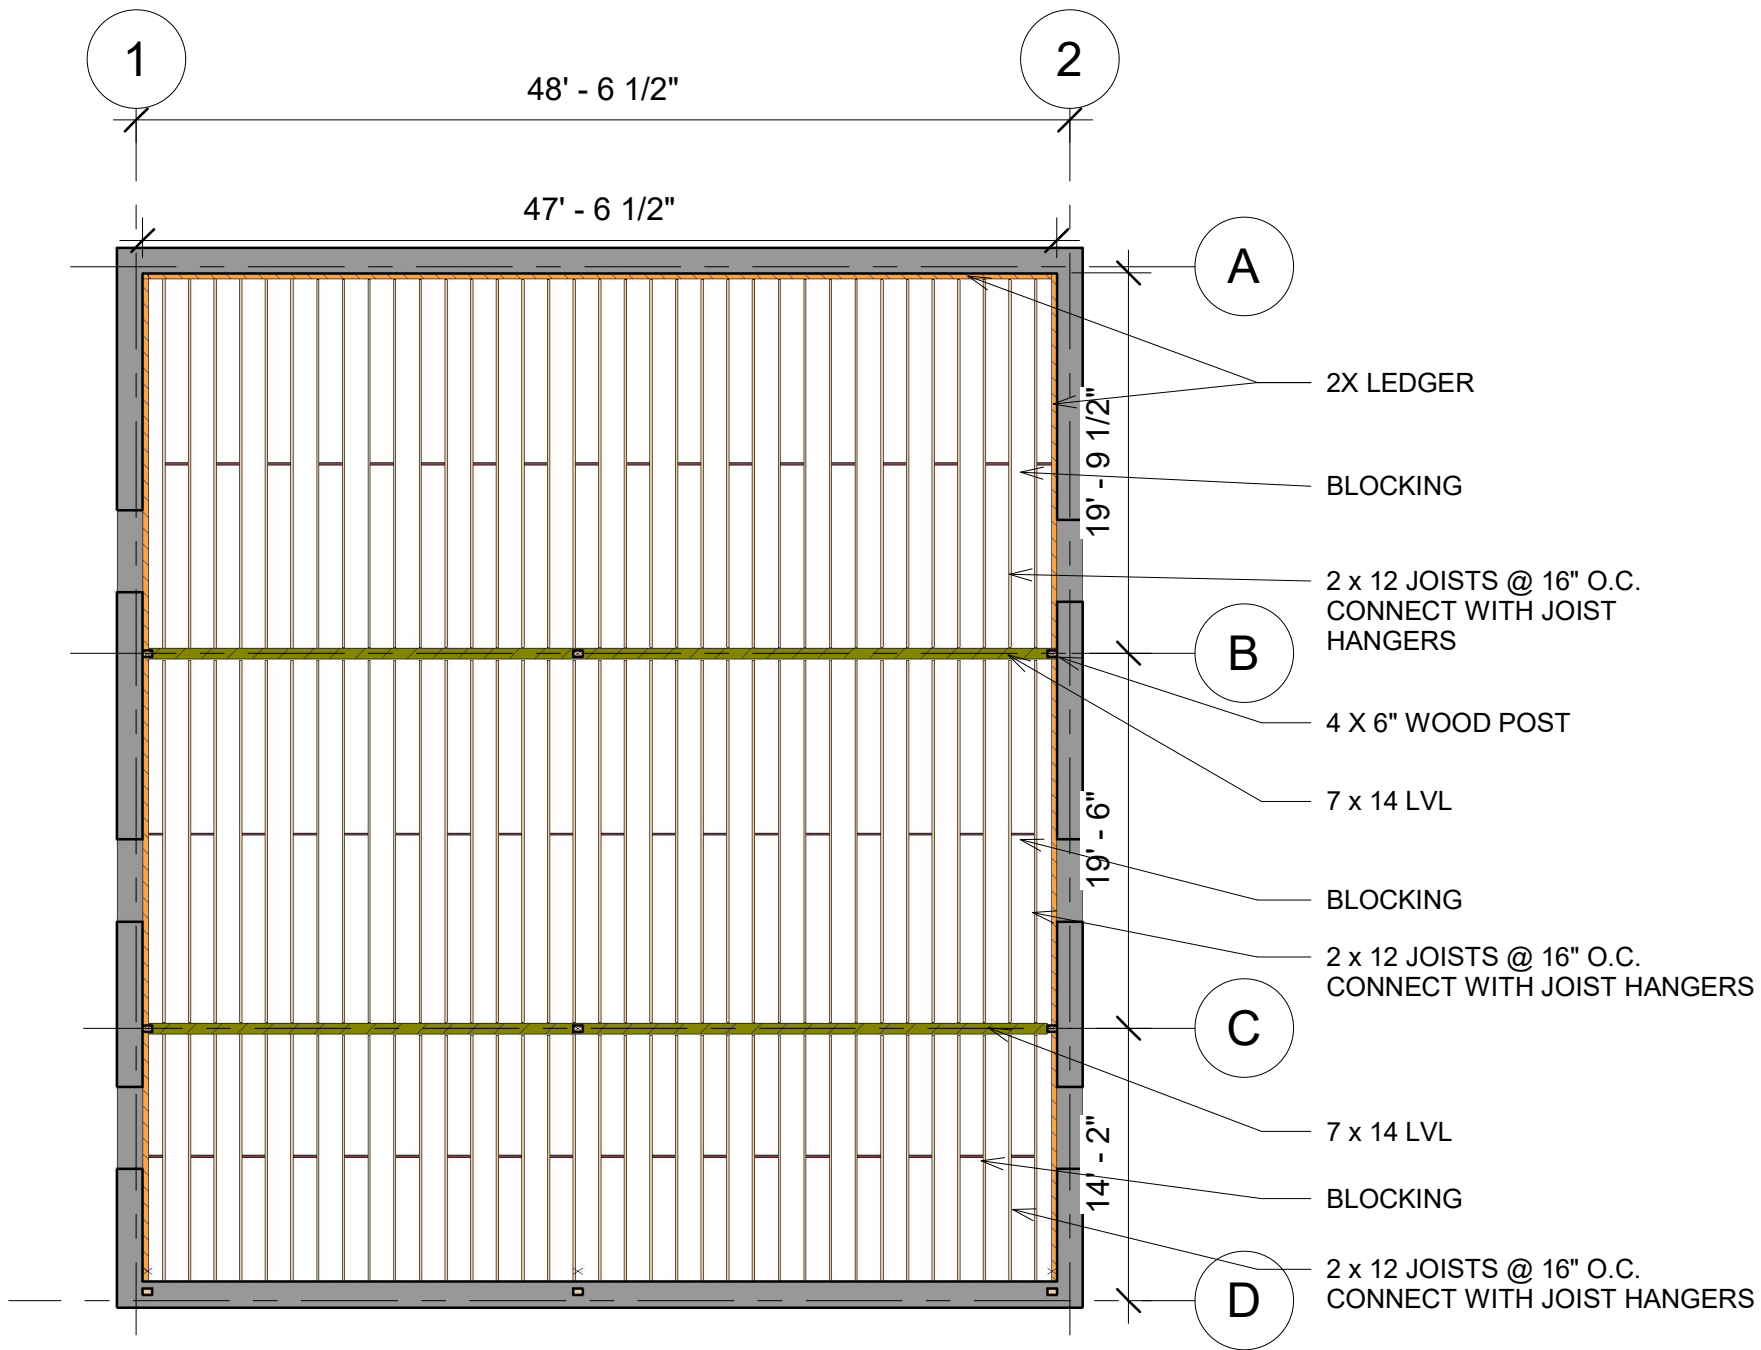 1
2
48' - 6 1/2"
47' - 6 1/2"
A
2X LEDGER
19' - 9 1/2"
BLOCKING
2 x 12 JOISTS @ 16" O.C.
CONNECT WITH JOIST
HANGERS
B
4 X 6" WOOD POST
7 x 14 LVL
19' - 6"
BLOCKING
2 x 12 JOISTS @ 16" O.C.
CONNECT WITH JOIST HANGERS
C
7 x 14 LVL
14' - 2"
BLOCKING
2 x 12 JOISTS @ 16" O.C.
CONNECT WITH JOIST HANGERS
D